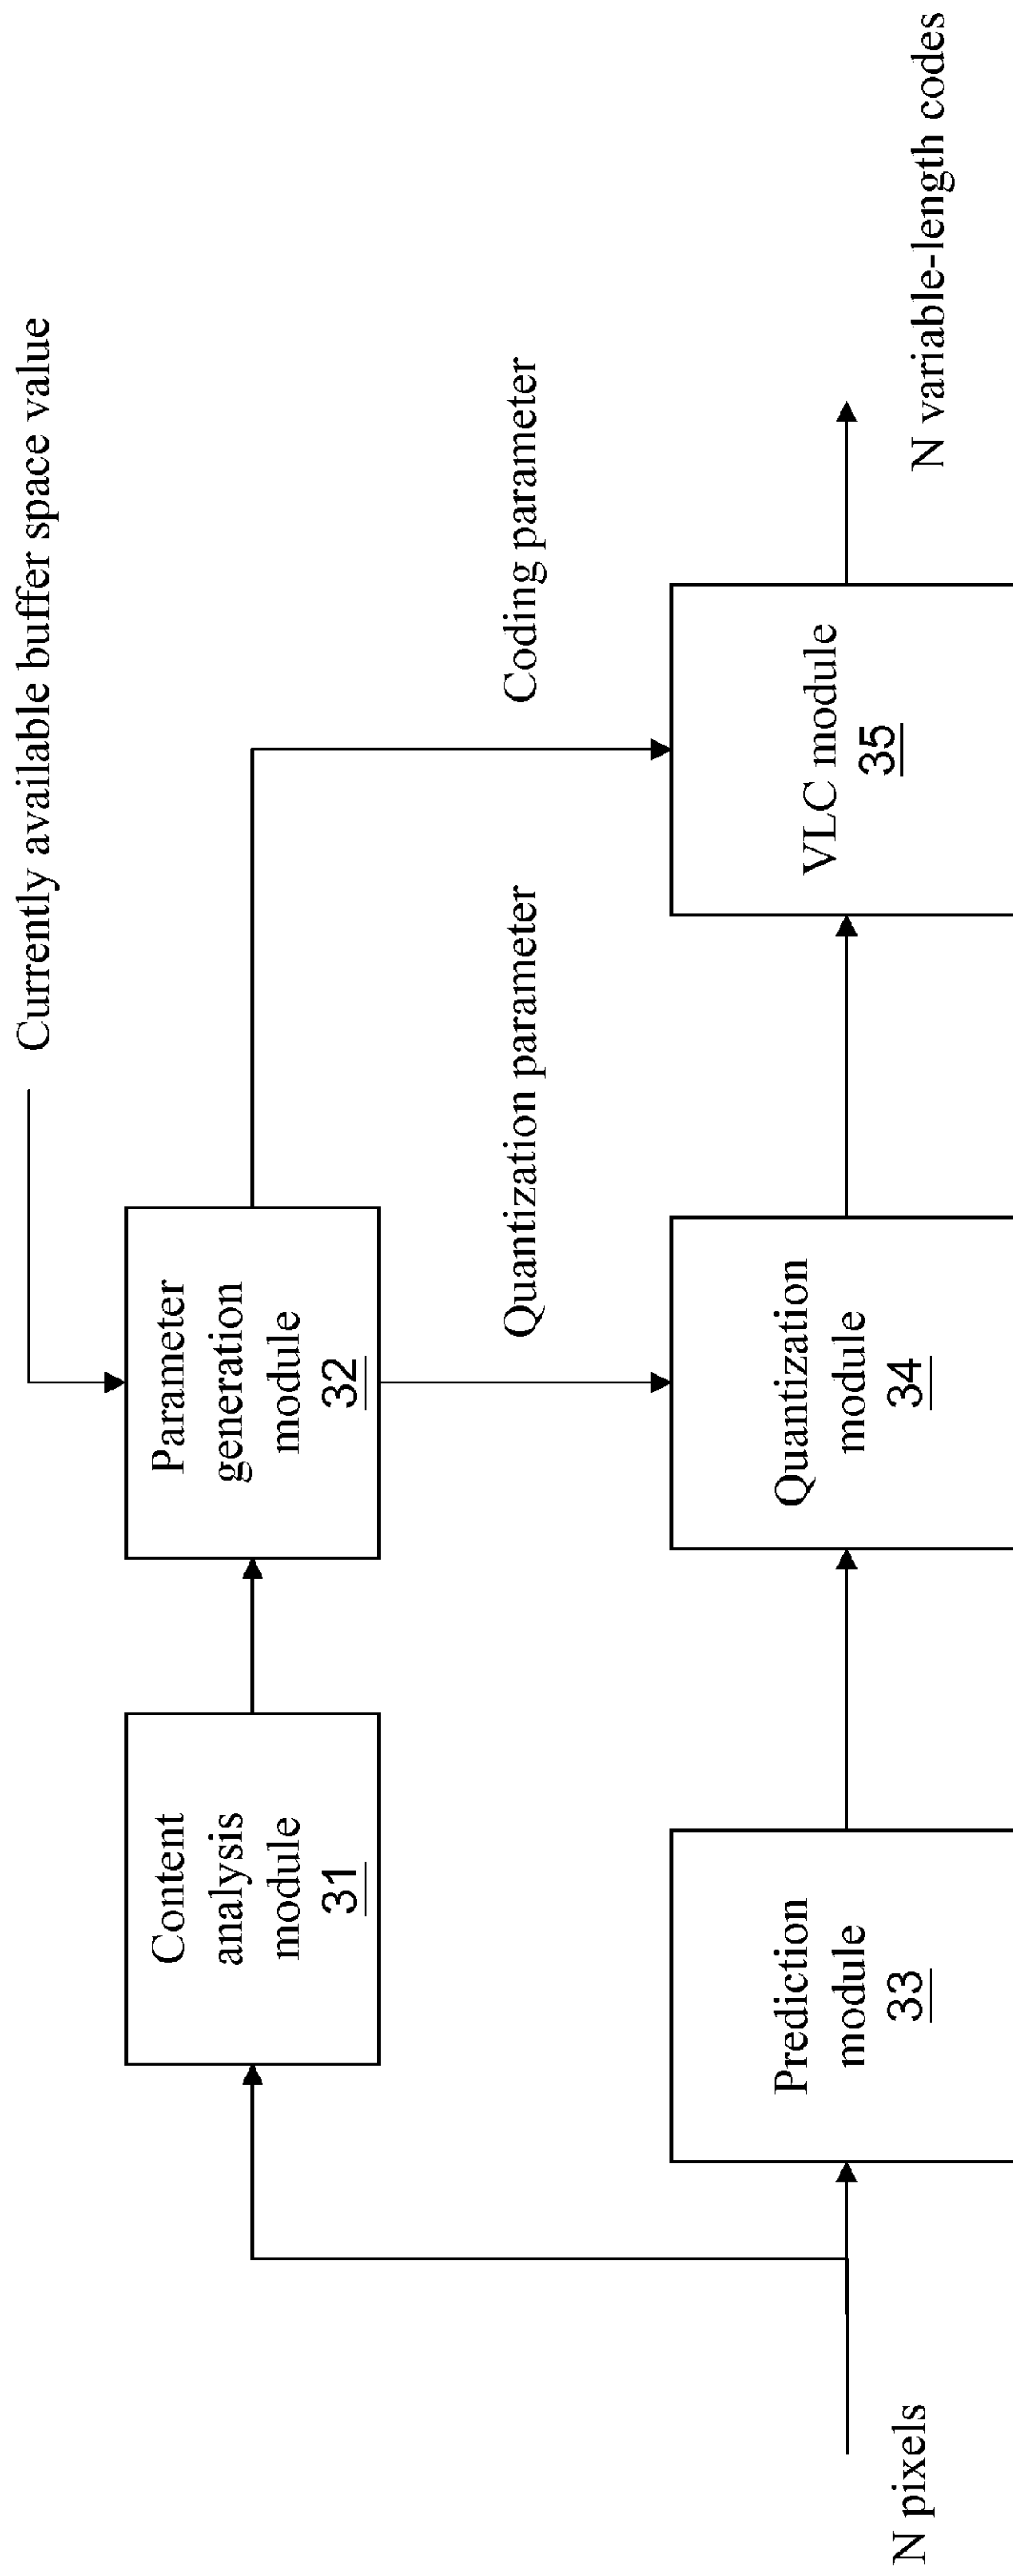 Currently available buffer space value
Content
analysis
module
31
Parameter
generation
module
32
Quantization parameter
Coding parameter
Prediction
module
33
Quantization
module
34
VLC module
35
N pixels
N variable-length codes